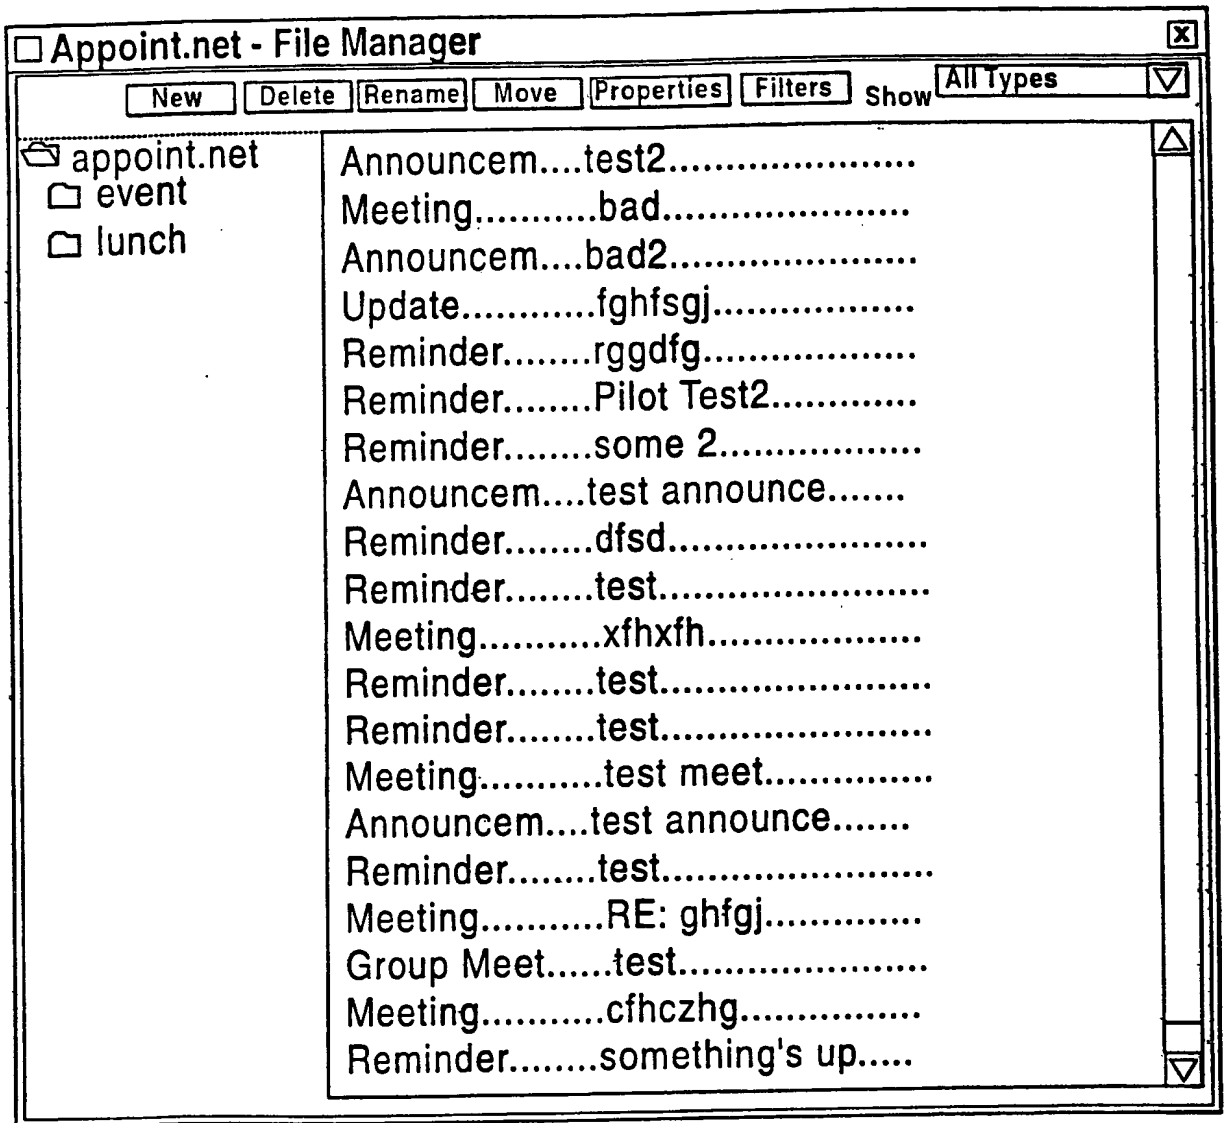 Appoint.net - File Manager
New Delete Rename Move Properties Filters Show All Types
appoint.net
event
lunch
Announcem....test2.....................
Meeting...........bad.....................
Announcem....bad2.....................
Update............fghfsgj.................
Reminder........rggdfg..................
Reminder........Pilot Test2.............
Reminder........some 2..................
Announcem....test announce.......
Reminder........dfsd.......................
Reminder........test........................
Meeting...........xfhxfh...................
Reminder........test........................
Reminder........test........................
Meeting...........test meet...............
Announcem....test announce.......
Reminder........test........................
Meeting...........RE: ghfgj..............
Group Meet......test......................
Meeting...........cfhczhg................
Reminder........something's up.....